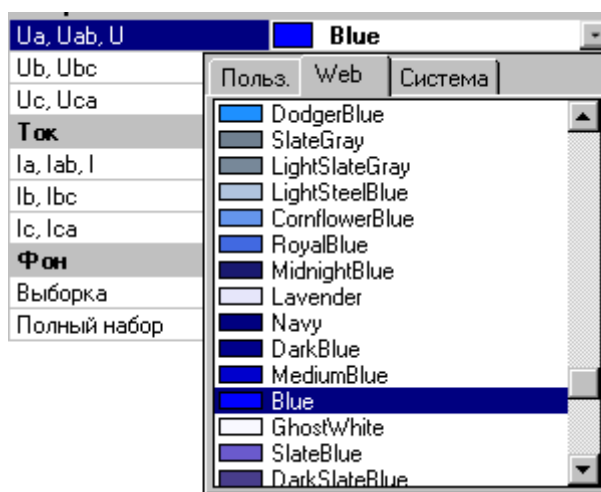 Ua, Uab, U Blue
Ub, Ubc
Uc, Uca
Ток
Ia, Iab, I
Ib, Ibc
Ic, Ica
Фон
Выборка
Полный набор
Польз. Web Система
DodgerBlue
SlateGray
LightSlateGray
LightSteelBlue
CornflowerBlue
RoyalBlue
MidnightBlue
Lavender
Navy
DarkBlue
MediumBlue
Blue
GhostWhite
SlateBlue
DarkSlateBlue